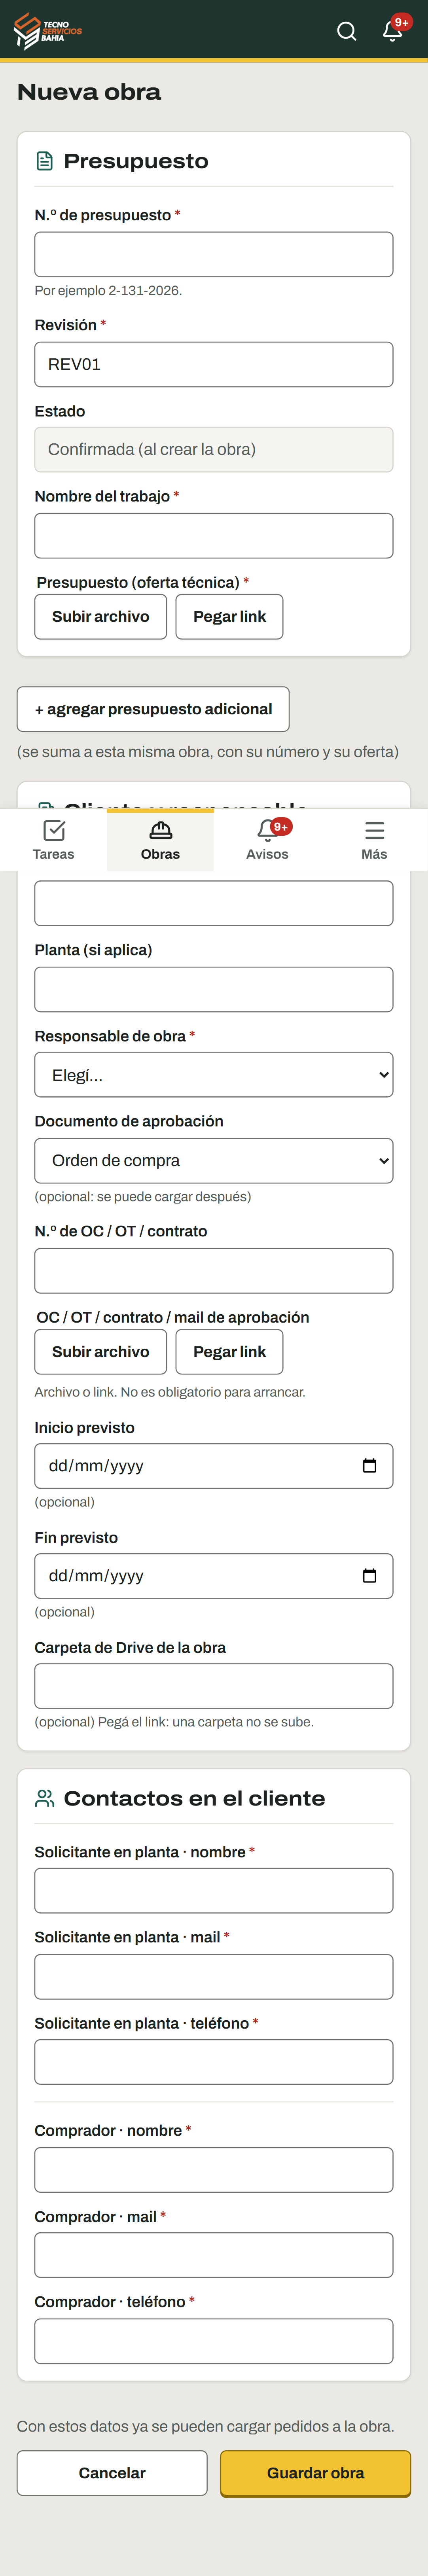 TECNO
SERVICIOS
BAHIA
9+
Nueva obra
Presupuesto
N.º de presupuesto *
Por ejemplo 2-131-2026.
Revisión *
REV01
Estado
Confirmada (al crear la obra)
Nombre del trabajo *
Presupuesto (oferta técnica) *
Subir archivo
Pegar link
+ agregar presupuesto adicional
(se suma a esta misma obra, con su número y su oferta)
Tareas
Obras
9+
Avisos
Más
Planta (si aplica)
Responsable de obra *
Elegí...
Documento de aprobación
Orden de compra
(opcional: se puede cargar después)
N.º de OC / OT / contrato
OC / OT / contrato / mail de aprobación
Subir archivo
Pegar link
Archivo o link. No es obligatorio para arrancar.
Inicio previsto
dd/mm/yyyy
(opcional)
Fin previsto
dd/mm/yyyy
(opcional)
Carpeta de Drive de la obra
(opcional) Pegá el link: una carpeta no se sube.
Contactos en el cliente
Solicitante en planta · nombre *
Solicitante en planta · mail *
Solicitante en planta · teléfono *
Comprador · nombre *
Comprador · mail *
Comprador · teléfono *
Con estos datos ya se pueden cargar pedidos a la obra.
Cancelar
Guardar obra